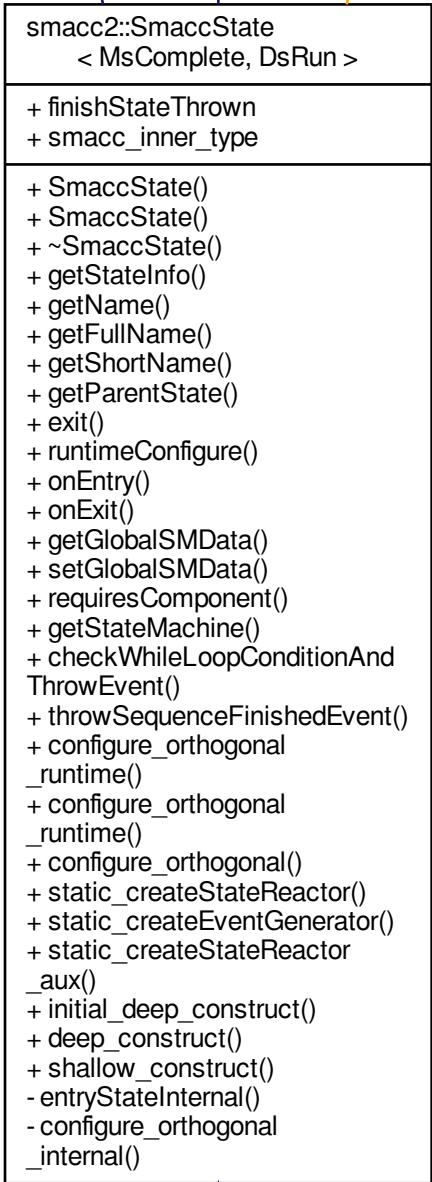 smacc2::SmaccState
< MsComplete, DsRun >
+ finishStateThrown
+ smacc_inner_type
+ SmaccState()
+ SmaccState()
+ ~SmaccState()
+ getStateInfo()
+ getName()
+ getFullName()
+ getShortName()
+ getParentState()
+ exit()
+ runtimeConfigure()
+ onEntry()
+ onExit()
+ getGlobalSMData()
+ setGlobalSMData()
+ requiresComponent()
+ getStateMachine()
+ checkWhileLoopConditionAnd
ThrowEvent()
+ throwSequenceFinishedEvent()
+ configure_orthogonal
_runtime()
+ configure_orthogonal
_runtime()
+ configure_orthogonal()
+ static_createStateReactor()
+ static_createEventGenerator()
+ static_createStateReactor
_aux()
+ initial_deep_construct()
+ deep_construct()
+ shallow_construct()
- entryStateInternal()
- configure_orthogonal
_internal()